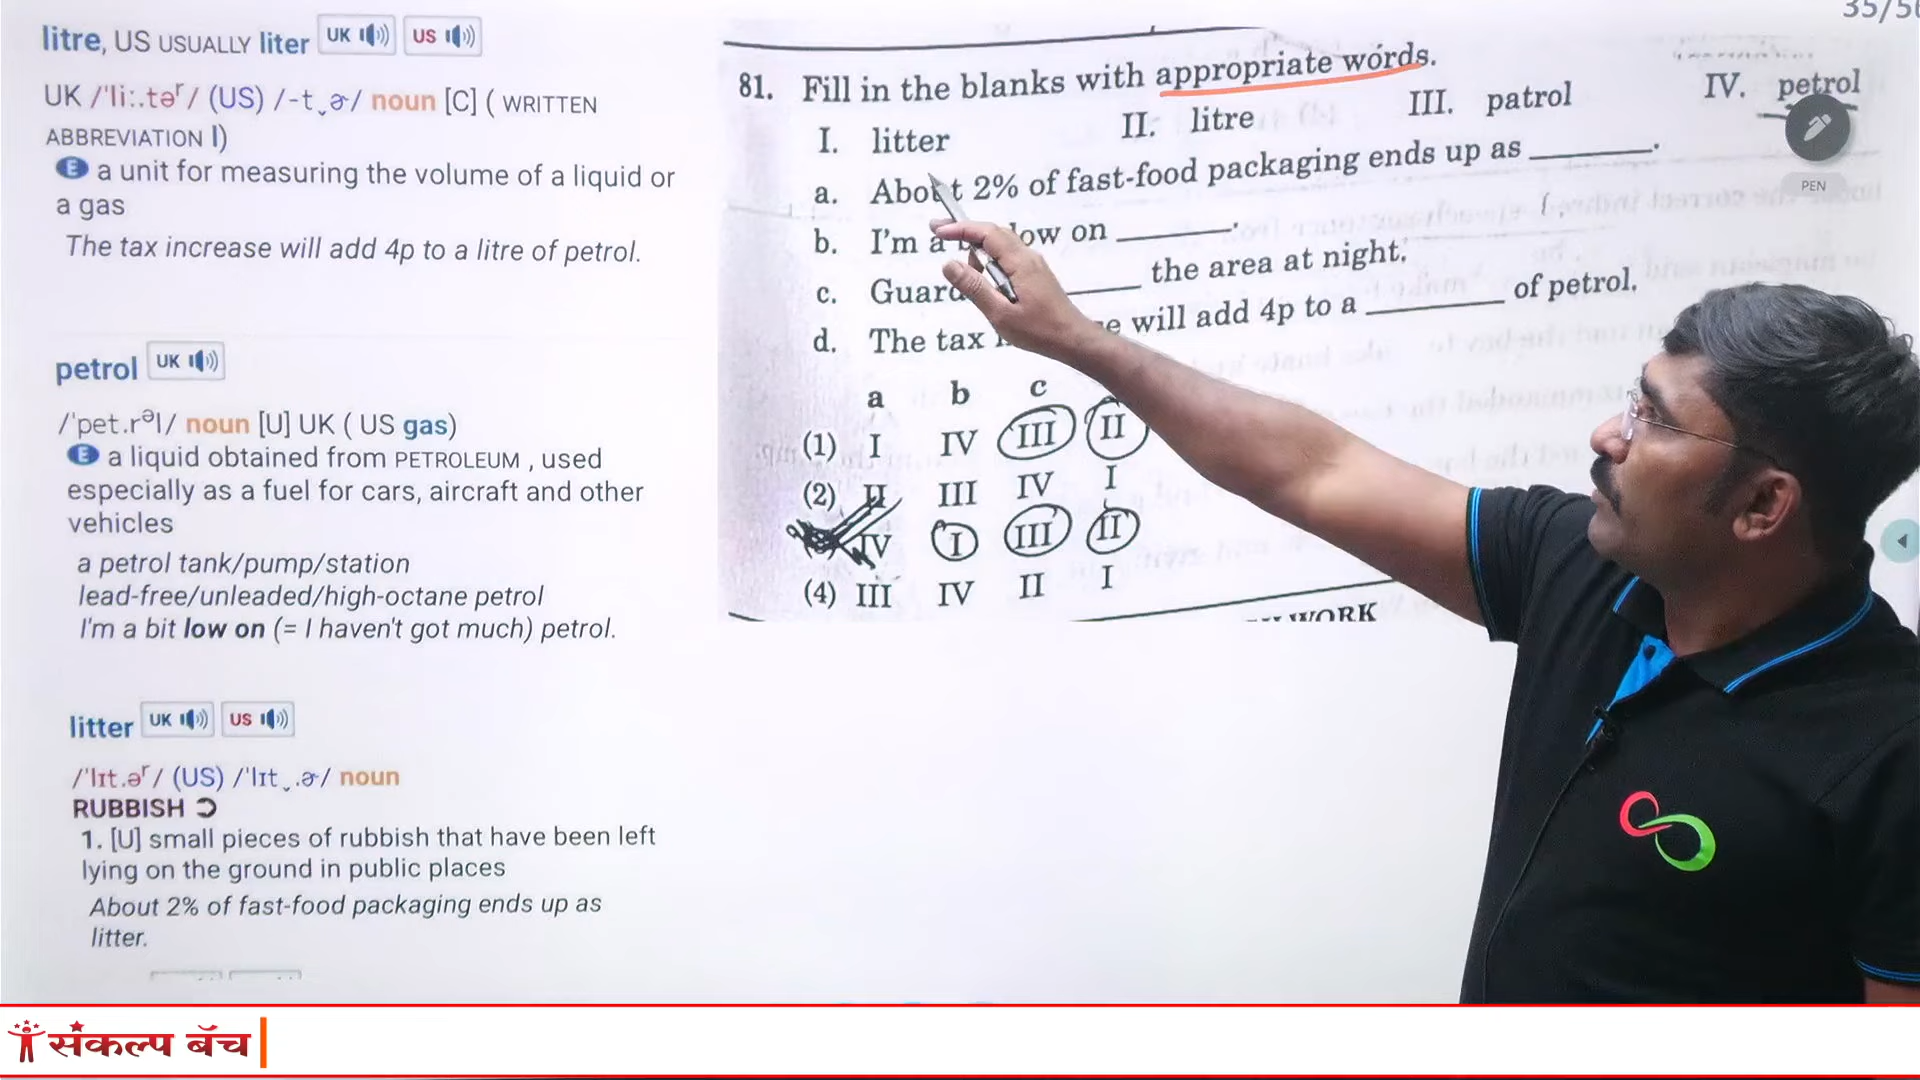 35/50
litre, US USUALLY liter UK US
UK /ˈliː.təʳ/ (US) /-t̬ɚ/ noun [C] ( WRITTEN
ABBREVIATION l)
E a unit for measuring the volume of a liquid or
a gas
The tax increase will add 4p to a litre of petrol.
petrol UK
/ˈpet.rəl/ noun [U] UK ( US gas)
E a liquid obtained from PETROLEUM , used
especially as a fuel for cars, aircraft and other
vehicles
a petrol tank/pump/station
lead-free/unleaded/high-octane petrol
I'm a bit low on (= I haven't got much) petrol.
litter UK US
/ˈlɪt.əʳ/ (US) /ˈlɪt̬.ɚ/ noun
RUBBISH
1. [U] small pieces of rubbish that have been left
lying on the ground in public places
About 2% of fast-food packaging ends up as
litter.
81. Fill in the blanks with appropriate words.
I. litter II. litre III. patrol IV. petrol
a. About 2% of fast-food packaging ends up as ________.
b. I'm a low on ________.
c. Guard ________ the area at night.
d. The tax will add 4p to a ________ of petrol.
a b c
(1) I IV III II
(2) II III IV I
IV I III II
(4) III IV II I
WORK
PEN
संकल्प बॅच